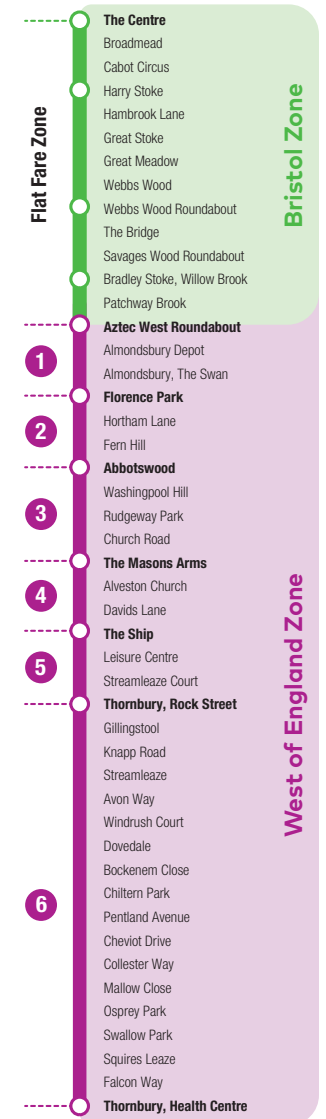 Flat Fare Zone
Bristol Zone
The Centre
Broadmead
Cabot Circus
Harry Stoke
Hambrook Lane
Great Stoke
Great Meadow
Webbs Wood
Webbs Wood Roundabout
The Bridge
Savages Wood Roundabout
Bradley Stoke, Willow Brook
Patchway Brook
West of England Zone
Aztec West Roundabout
1
Almondsbury Depot
Almondsbury, The Swan
Florence Park
2
Hortham Lane
Fern Hill
Abbotswood
3
Washingpool Hill
Rudgeway Park
Church Road
The Masons Arms
4
Alveston Church
Davids Lane
The Ship
5
Leisure Centre
Streamleaze Court
Thornbury, Rock Street
6
Gillingstool
Knapp Road
Streamleaze
Avon Way
Windrush Court
Dovedale
Bockenem Close
Chiltern Park
Pentland Avenue
Cheviot Drive
Collester Way
Mallow Close
Osprey Park
Swallow Park
Squires Leaze
Falcon Way
Thornbury, Health Centre